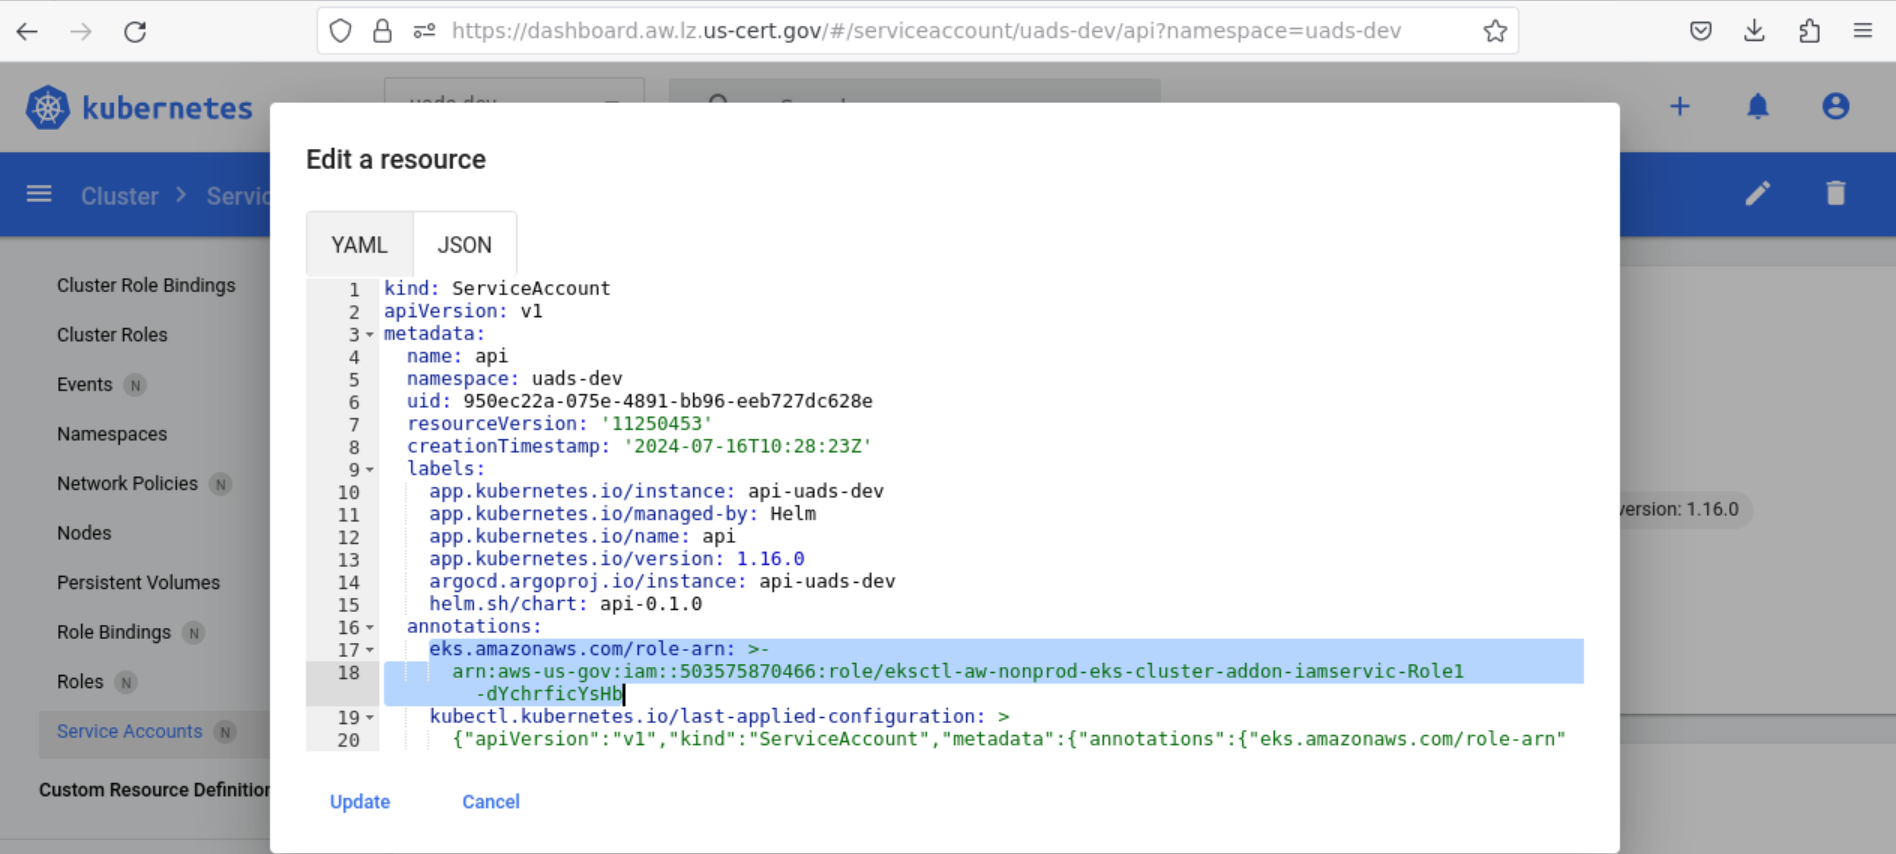 https://dashboard.aw.lz.us-cert.gov/#/serviceaccount/uads-dev/api?namespace=uads-dev
kubernetes
Cluster > Servic
Edit a resource
YAML JSON
Cluster Role Bindings
Cluster Roles
Events N
Namespaces
Network Policies N
Nodes
Persistent Volumes
Role Bindings N
Roles N
Service Accounts N
Custom Resource Definition
1 kind: ServiceAccount
2 apiVersion: v1
3 metadata:
4 name: api
5 namespace: uads-dev
6 uid: 950ec22a-075e-4891-bb96-eeb727dc628e
7 resourceVersion: '11250453'
8 creationTimestamp: '2024-07-16T10:28:23Z'
9 labels:
10 app.kubernetes.io/instance: api-uads-dev
11 app.kubernetes.io/managed-by: Helm
12 app.kubernetes.io/name: api
13 app.kubernetes.io/version: 1.16.0
14 argocd.argoproj.io/instance: api-uads-dev
15 helm.sh/chart: api-0.1.0
16 annotations:
17 eks.amazonaws.com/role-arn: >-
18 arn:aws-us-gov:iam::503575870466:role/eksctl-aw-nonprod-eks-cluster-addon-iamservic-Role1
-dYchrficYsHb
19 kubectl.kubernetes.io/last-applied-configuration: >
20 {"apiVersion":"v1","kind":"ServiceAccount","metadata":{"annotations":{"eks.amazonaws.com/role-arn"
Update Cancel
ersion: 1.16.0